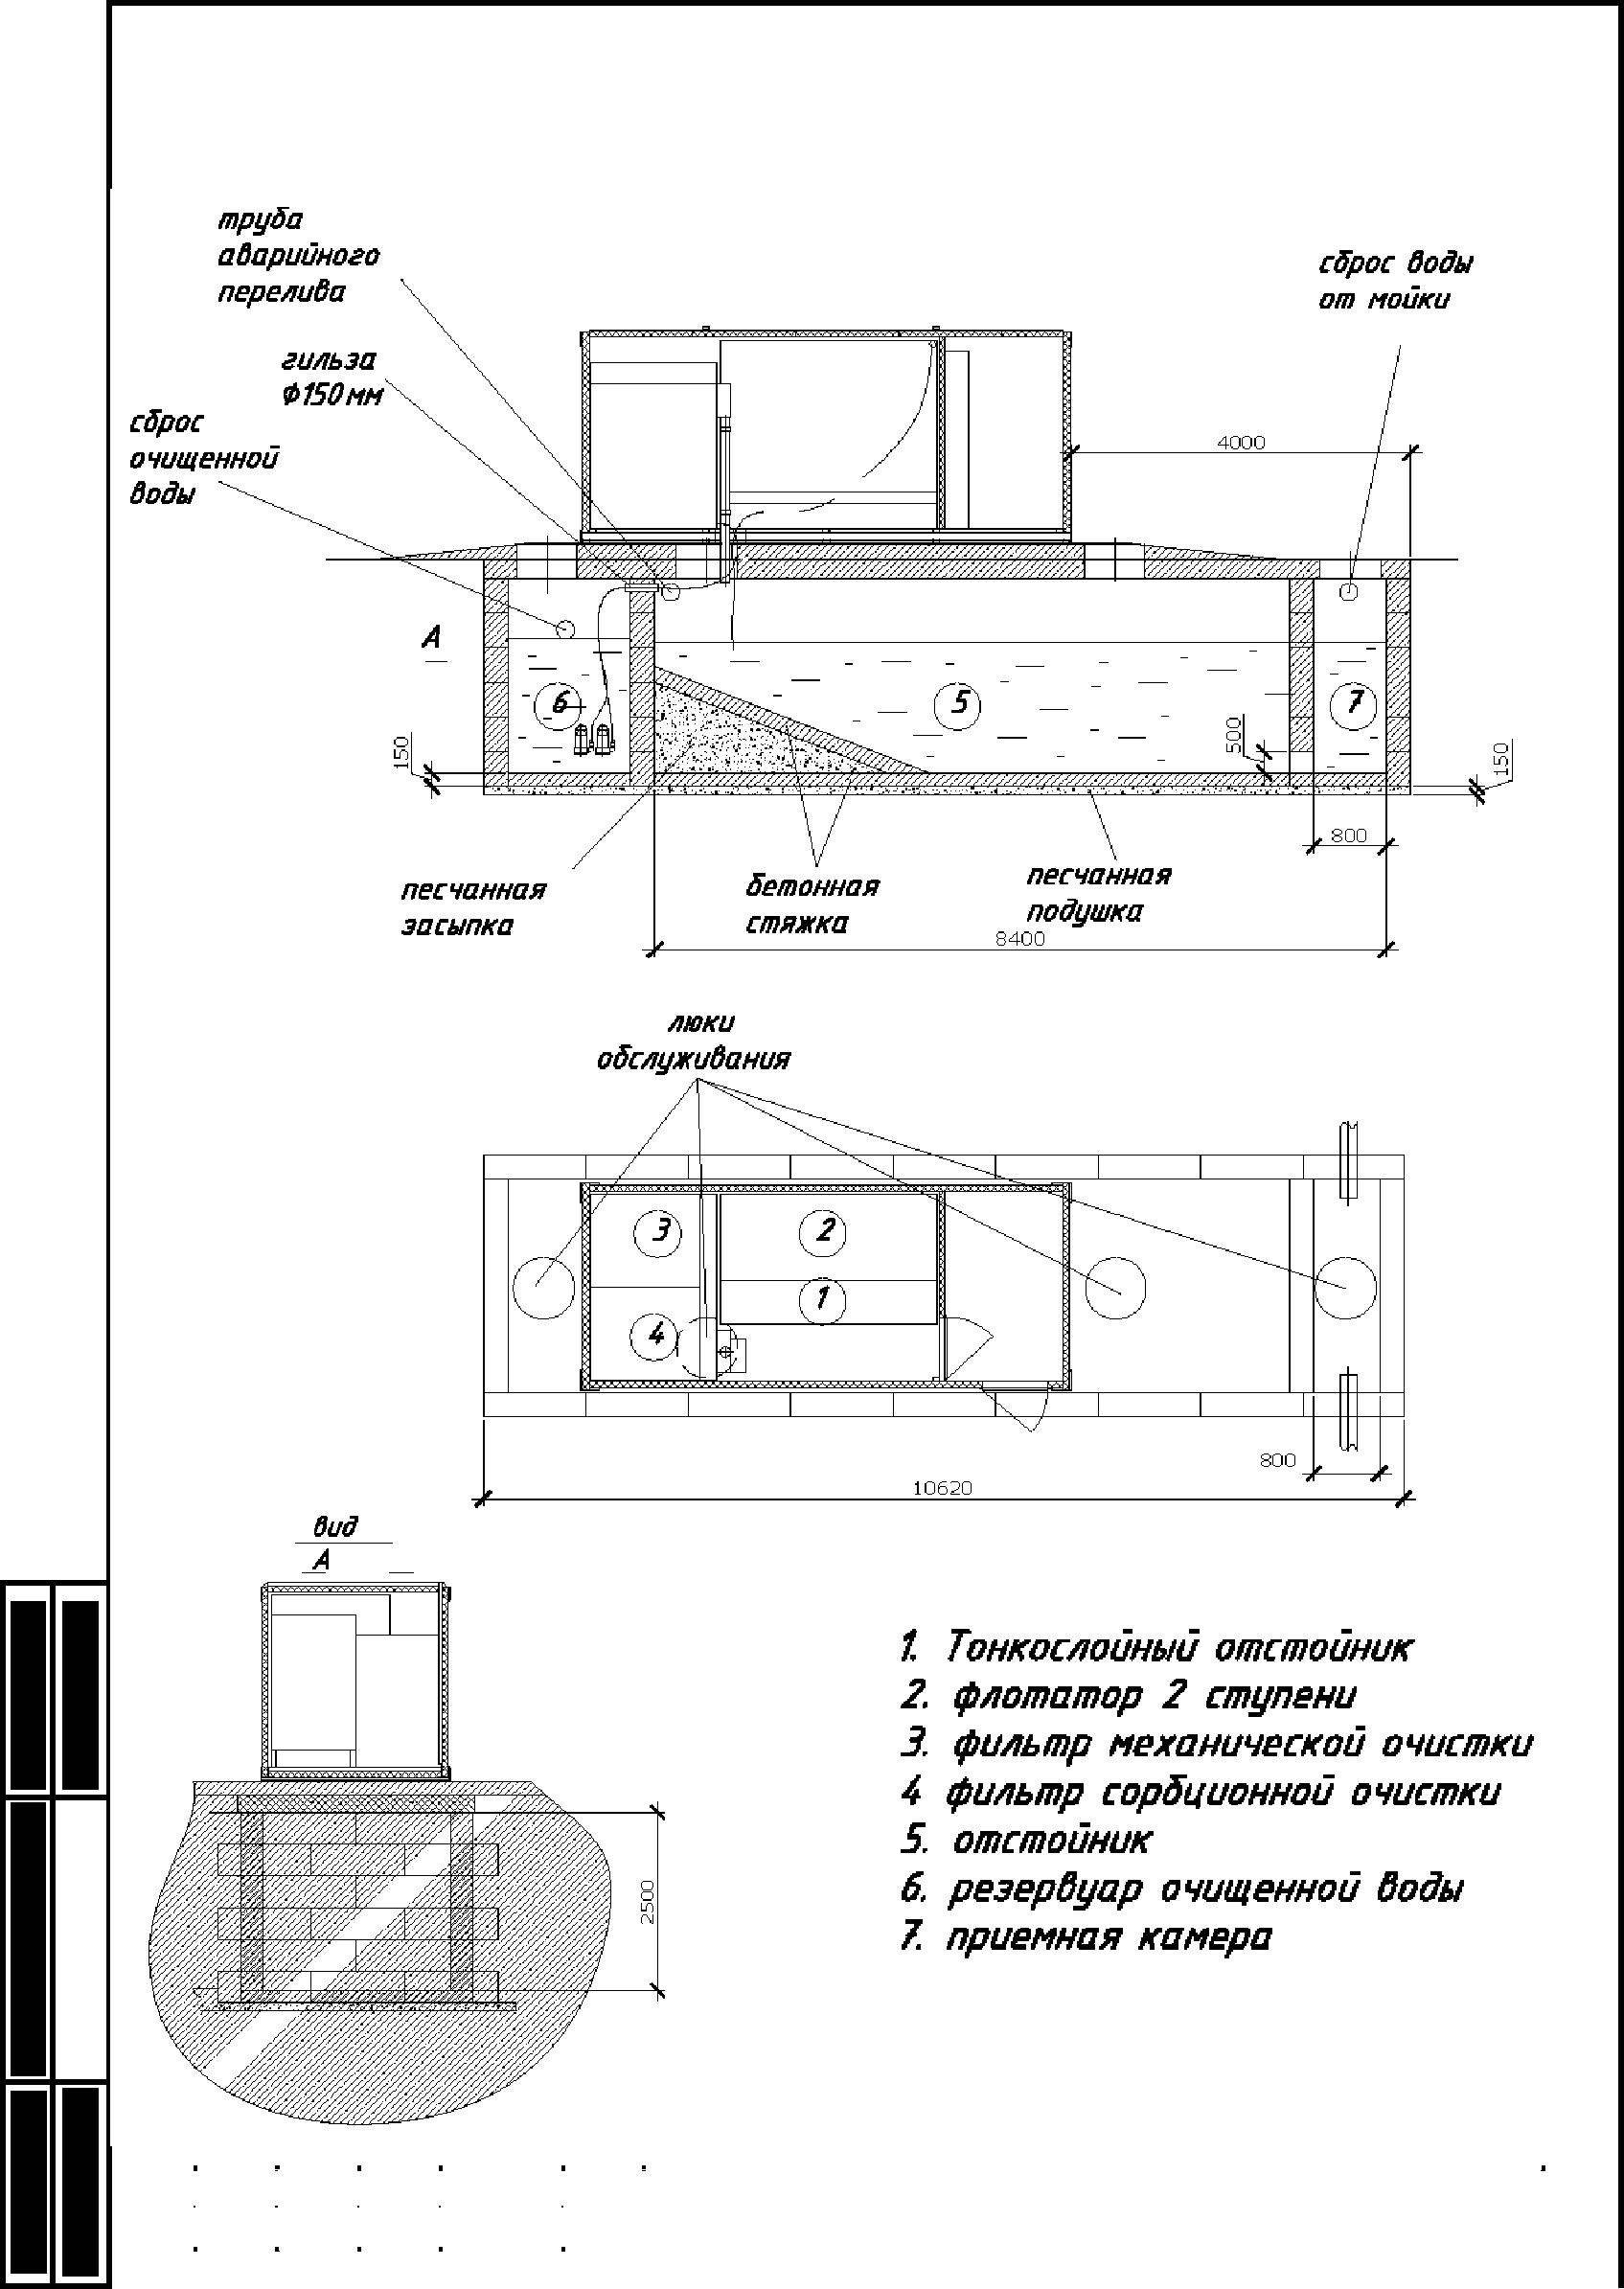 труба
аварийного
перелива
сброс воды
от мойки
гильза
Ф150 мм
сброс
очищенной
воды
4000
А
6
5
7
150
500
150
800
песчанная
засыпка
бетонная
стяжка
песчанная
подушка
8400
люки
обслуживания
3
2
1
4
800
10620
вид
А
2500
1. Тонкослойный отстойник
2. флотатор 2 ступени
3. фильтр механической очистки
4 фильтр сорбционной очистки
5. отстойник
6. резервуар очищенной воды
7. приемная камера